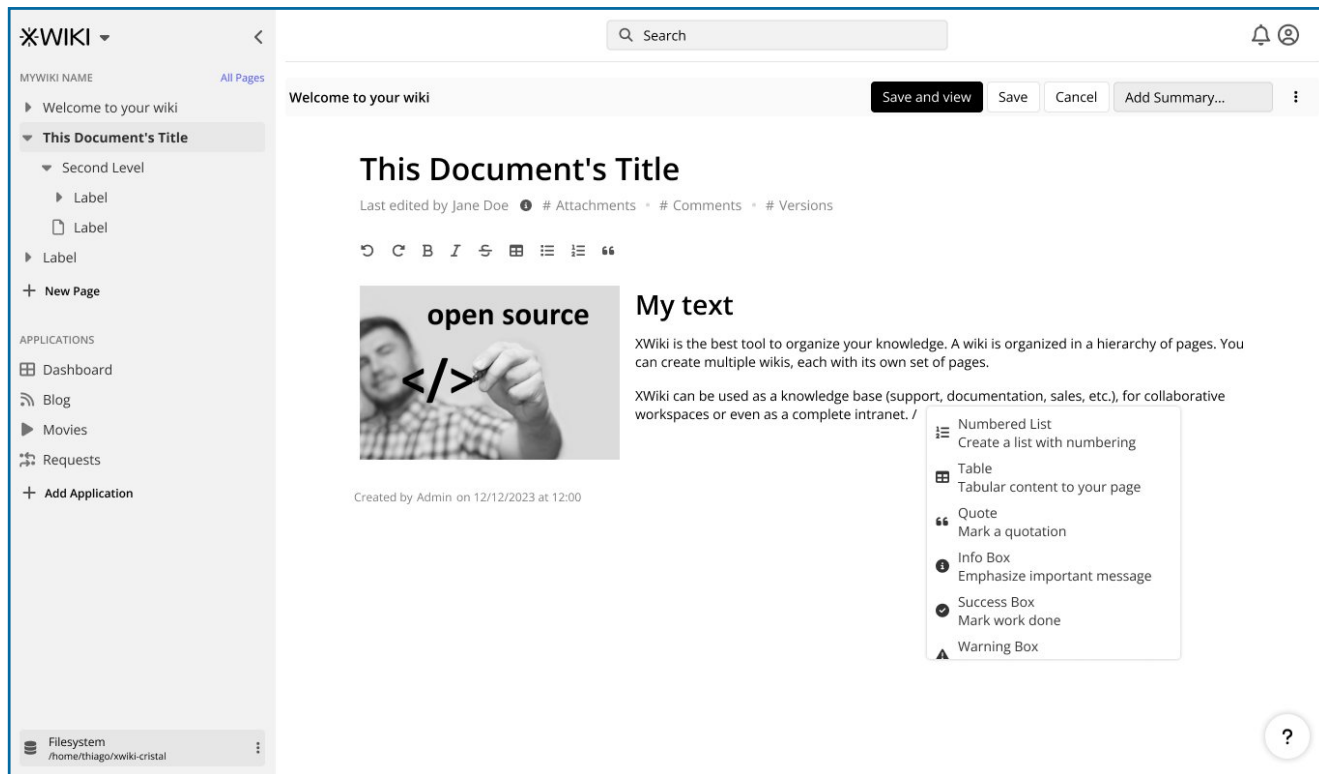 XWIKI
MYWIKI NAME
All Pages
Welcome to your wiki
This Document's Title
Second Level
Label
Label
Label
New Page
APPLICATIONS
Dashboard
Blog
Movies
Requests
Add Application
Filesystem
/home/thiago/xwiki-cristal
Search
Welcome to your wiki
Save and view
Save
Cancel
Add Summary...
This Document's Title
Last edited by Jane Doe # Attachments • # Comments • # Versions
open source
</>
My text
XWiki is the best tool to organize your knowledge. A wiki is organized in a hierarchy of pages. You
can create multiple wikis, each with its own set of pages.
XWiki can be used as a knowledge base (support, documentation, sales, etc.), for collaborative
workspaces or even as a complete intranet. /
Numbered List
Create a list with numbering
Table
Tabular content to your page
Quote
Mark a quotation
Info Box
Emphasize important message
Success Box
Mark work done
Warning Box
Created by Admin on 12/12/2023 at 12:00
?